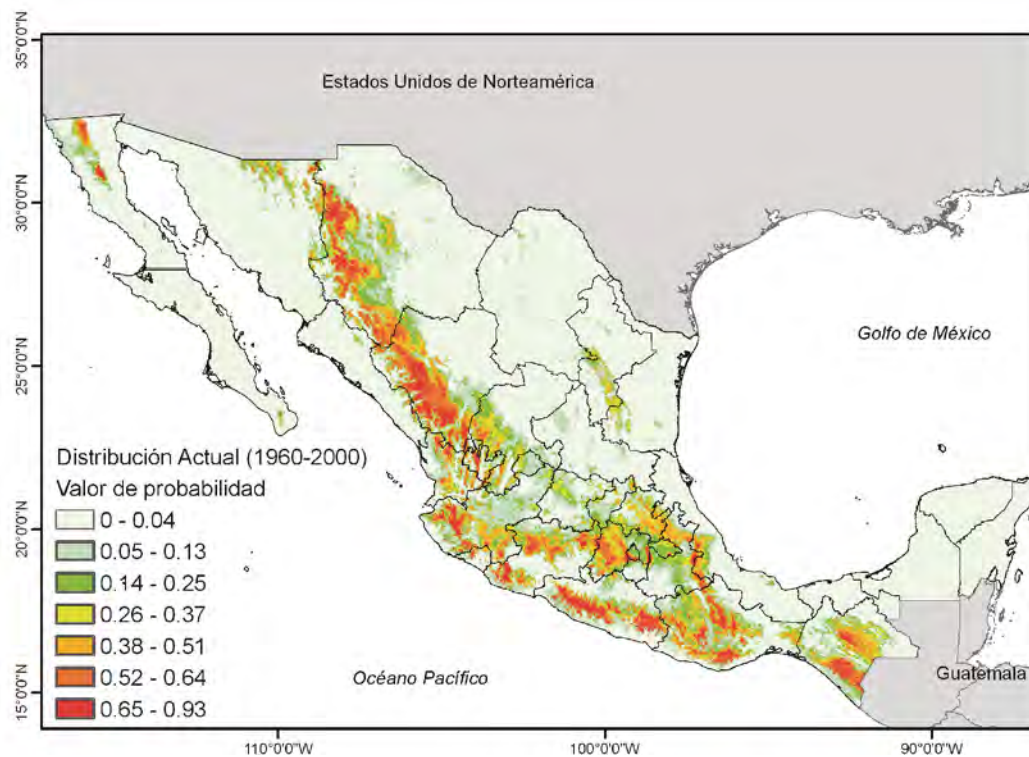 35°0'0"N
30°0'0"N
25°0'0"N
20°0'0"N
15°0'0"N
Estados Unidos de Norteamérica
Golfo de México
Distribución Actual (1960-2000)
Valor de probabilidad
0 - 0.04
0.05 - 0.13
0.14 - 0.25
0.26 - 0.37
0.38 - 0.51
0.52 - 0.64
0.65 - 0.93
Océano Pacífico
Guatemala
110°0'0"W
100°0'0"W
90°0'0"W